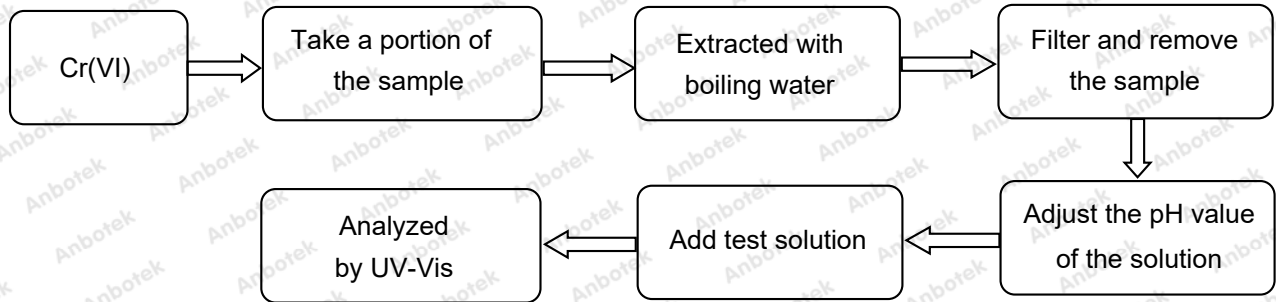 Cr(VI)
Take a portion of
the sample
Extracted with
boiling water
Filter and remove
the sample
Adjust the pH value
of the solution
Add test solution
Analyzed
by UV-Vis
Anbotek